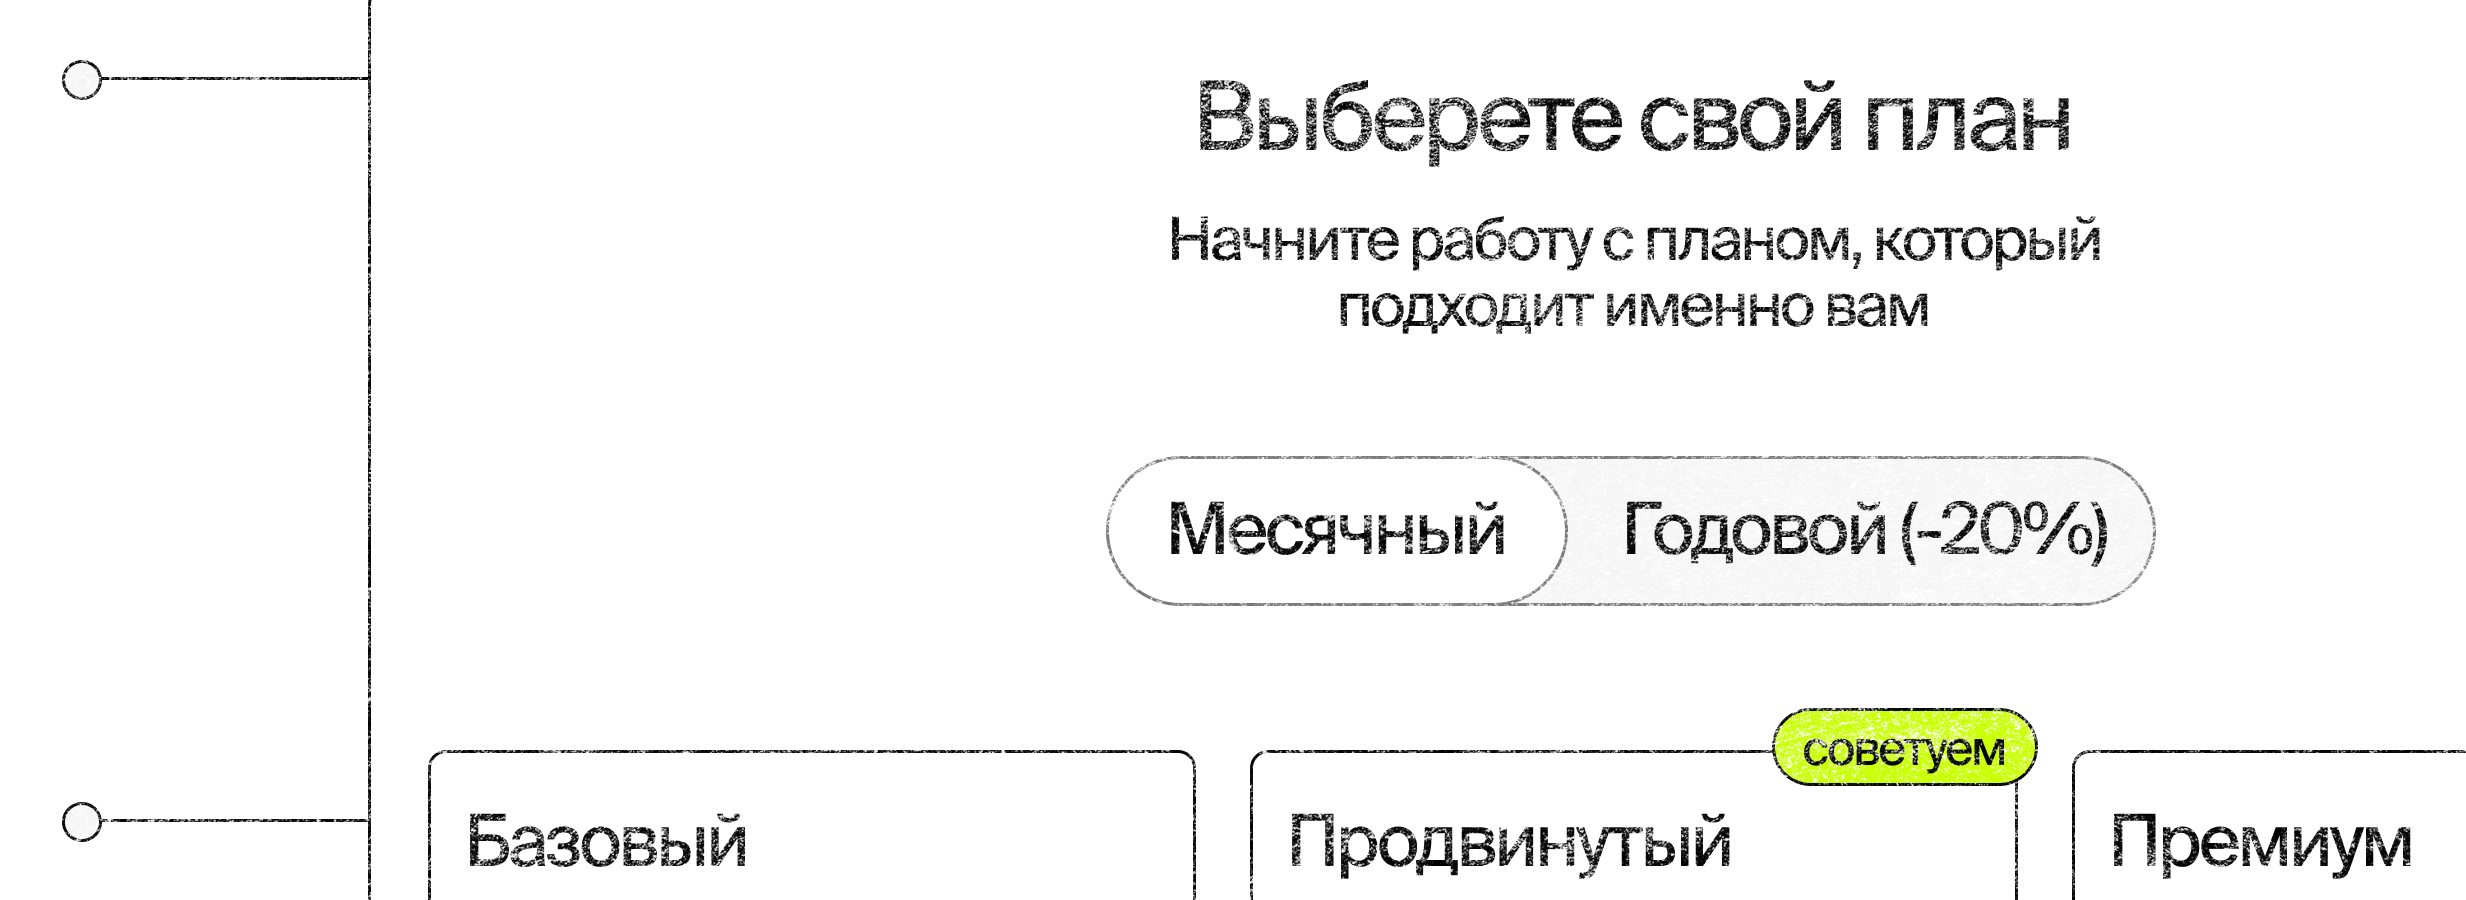 Выберете свой план
Начните работу с планом, который
подходит именно вам
Месячный
Годовой (-20%)
советуем
Базовый
Продвинутый
Премиум